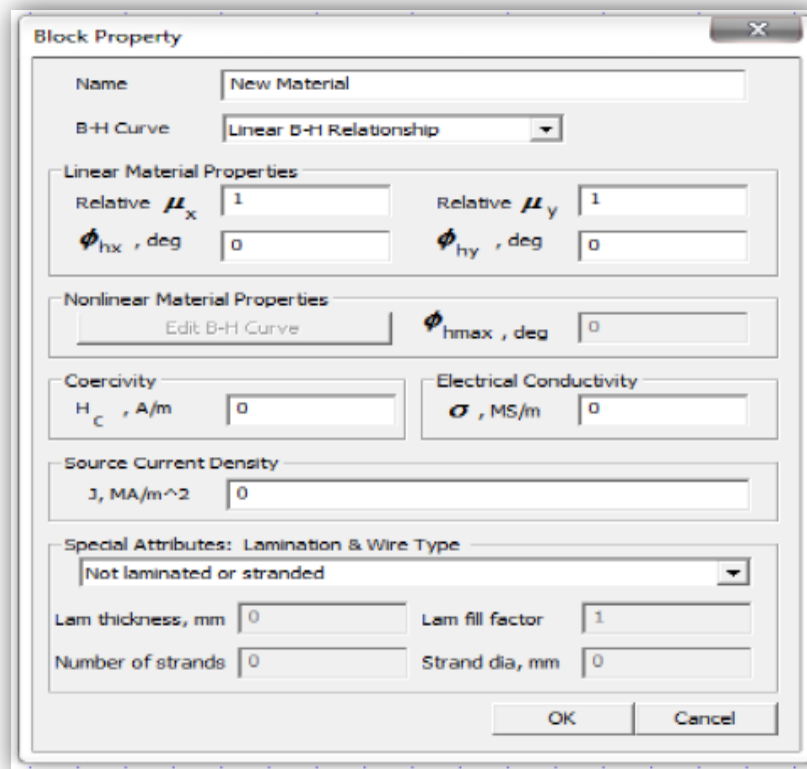 Block Property
Name New Material
B-H Curve Linear B-H Relationship
Linear Material Properties
Relative μx 1 Relative μy 1
ϕhx , deg 0 ϕhy , deg 0
Nonlinear Material Properties
Edit B-H Curve ϕhmax , deg 0
Coercivity Electrical Conductivity
Hc , A/m 0 σ , MS/m 0
Source Current Density
J, MA/m^2 0
Special Attributes: Lamination & Wire Type
Not laminated or stranded
Lam thickness, mm 0 Lam fill factor 1
Number of strands 0 Strand dia, mm 0
OK Cancel